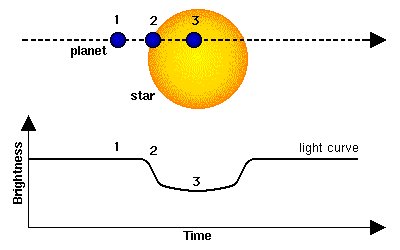 1 2 3
planet
star
1 2 light curve
3
Brightness
Time